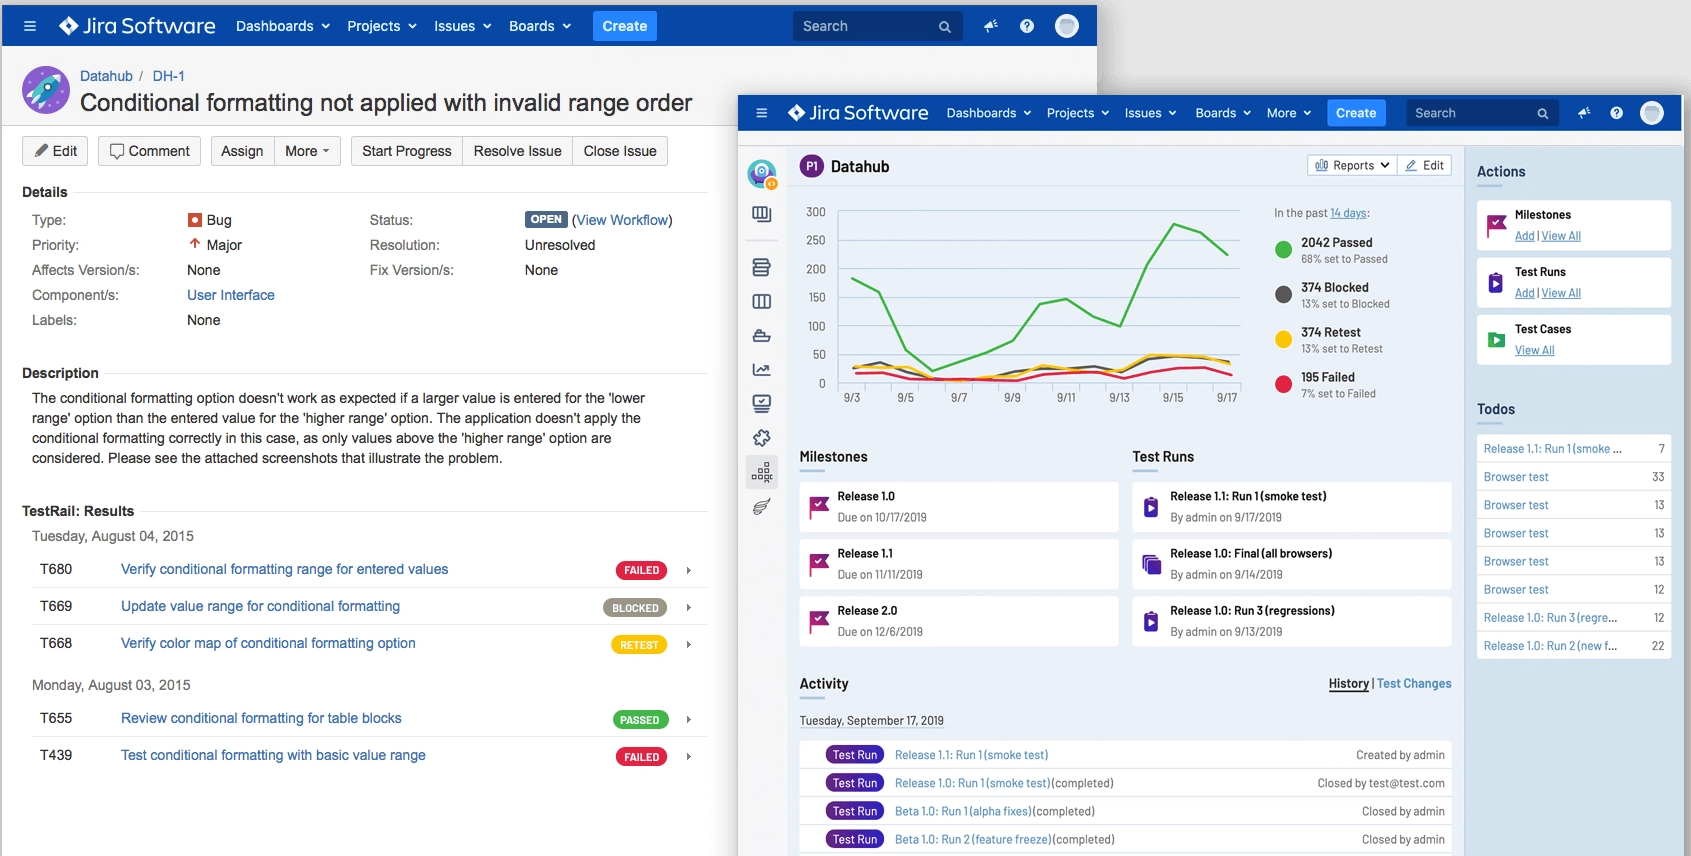 Jira Software Dashboards Projects Issues Boards Create Search
Datahub / DH-1
Conditional formatting not applied with invalid range order
Edit Comment Assign More Start Progress Resolve Issue Close Issue
Details
Type: Bug Status: OPEN (View Workflow)
Priority: Major Resolution: Unresolved
Affects Version/s: None Fix Version/s: None
Component/s: User Interface
Labels: None
Description
The conditional formatting option doesn't work as expected if a larger value is entered for the 'lower
range' option than the entered value for the 'higher range' option. The application doesn't apply the
conditional formatting correctly in this case, as only values above the 'higher range' option are
considered. Please see the attached screenshots that illustrate the problem.
TestRail: Results
Tuesday, August 04, 2015
T680 Verify conditional formatting range for entered values FAILED
T669 Update value range for conditional formatting BLOCKED
T668 Verify color map of conditional formatting option RETEST
Monday, August 03, 2015
T655 Review conditional formatting for table blocks PASSED
T439 Test conditional formatting with basic value range FAILED
Jira Software Dashboards Projects Issues Boards More Create Search
P1 Datahub Reports Edit
300
250
200
150
100
50
0
9/3 9/5 9/7 9/9 9/11 9/13 9/15 9/17
In the past 14 days:
2042 Passed
68% set to Passed
374 Blocked
13% set to Blocked
374 Retest
13% set to Retest
195 Failed
7% set to Failed
Milestones
Release 1.0
Due on 10/17/2019
Release 1.1
Due on 11/11/2019
Release 2.0
Due on 12/6/2019
Test Runs
Release 1.1: Run 1 (smoke test)
By admin on 9/17/2019
Release 1.0: Final (all browsers)
By admin on 9/14/2019
Release 1.0: Run 3 (regressions)
By admin on 9/13/2019
Activity History | Test Changes
Tuesday, September 17, 2019
Test Run Release 1.1: Run 1 (smoke test) Created by admin
Test Run Release 1.0: Run 1 (smoke test) (completed) Closed by test@test.com
Test Run Beta 1.0: Run 1 (alpha fixes) (completed) Closed by admin
Test Run Beta 1.0: Run 2 (feature freeze) (completed) Closed by admin
Actions
Milestones
Add | View All
Test Runs
Add | View All
Test Cases
View All
Todos
Release 1.1: Run 1 (smoke ... 7
Browser test 33
Browser test 13
Browser test 13
Browser test 13
Browser test 12
Release 1.0: Run 3 (regre... 12
Release 1.0: Run 2 (new f... 22